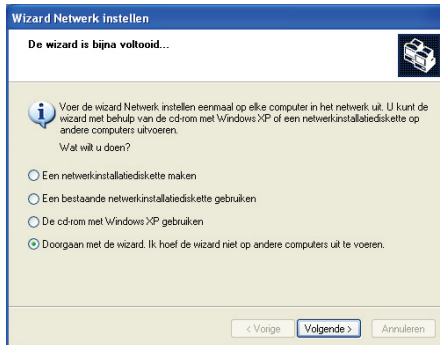 Wizard Netwerk instellen
De wizard is bijna voltooid...
Voer de wizard Netwerk instellen eenmaal op elke computer in het netwerk uit. U kunt de
wizard met behulp van de cd-rom met Windows XP of een netwerkinstallatiediskette op
andere computers uitvoeren.
Wat wilt u doen?
Een netwerkinstallatiediskette maken
Een bestaande netwerkinstallatiediskette gebruiken
De cd-rom met Windows XP gebruiken
Doorgaan met de wizard. Ik hoef de wizard niet op andere computers uit te voeren.
< Vorige Volgende > Annuleren